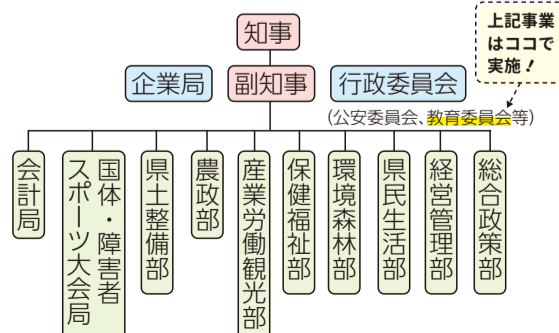 知事
上記事業
はココで
実施！
企業局
副知事
行政委員会
(公安委員会、教育委員会等)
総合政策部
経営管理部
県民生活部
環境森林部
保健福祉部
産業労働観光部
農政部
県土整備部
国体・障害者
スポーツ大会局
会計局